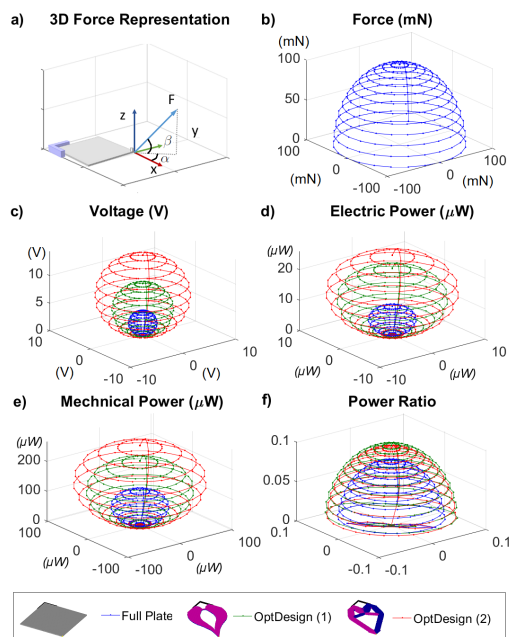 a) 3D Force Representation
z
F
y
β
α
x
b) Force (mN)
(mN)
100
50
0
100
0
-100
-100
0
100
(mN)
(mN)
c) Voltage (V)
(V)
10
5
0
10
0
-10
-10
0
10
(V)
(V)
d) Electric Power (μW)
(μW)
20
10
0
10
0
-10
-10
0
10
(μW)
(μW)
e) Mechnical Power (μW)
(μW)
200
100
0
100
0
-100
-100
0
100
(μW)
(μW)
f) Power Ratio
0.1
0.05
0
0.1
0
-0.1
-0.1
0
0.1
Full Plate
OptDesign (1)
OptDesign (2)